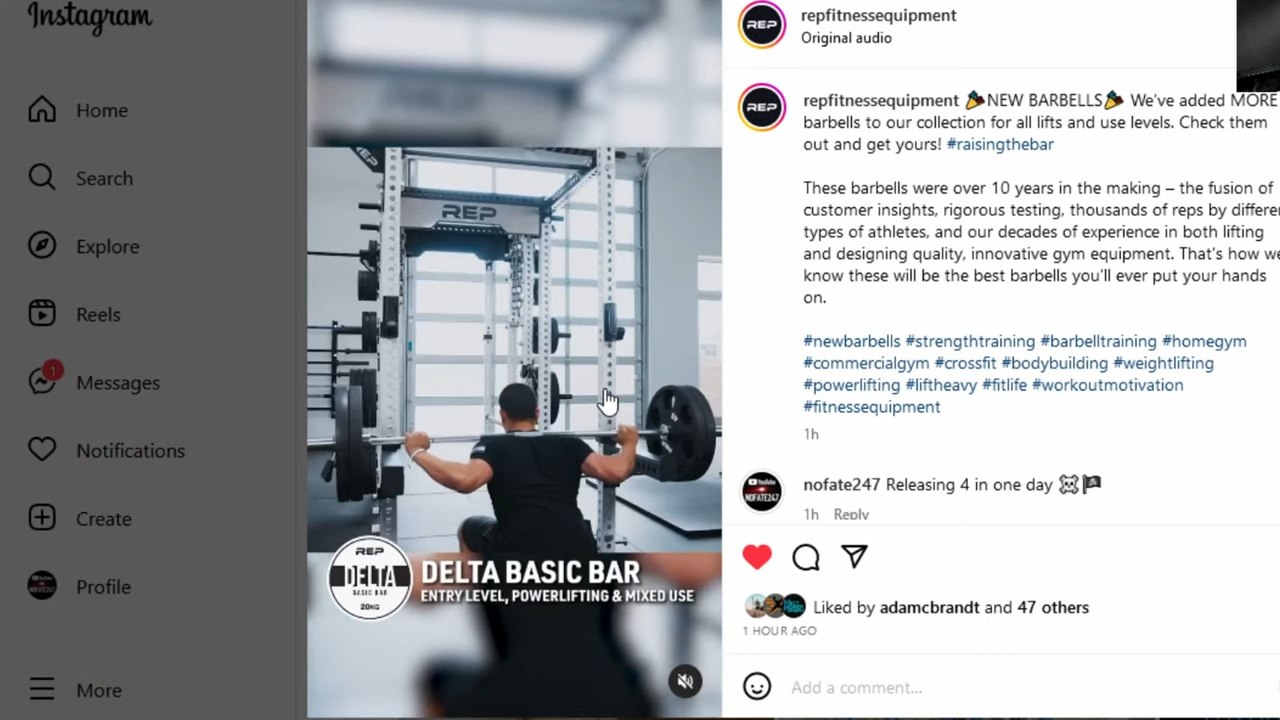 Instagram
Home
Search
Explore
Reels
1
Messages
Notifications
Create
Profile
More
REP
REP
DELTA
BASIC BAR
20KG
DELTA BASIC BAR
ENTRY LEVEL, POWERLIFTING & MIXED USE
REP
repfitnessequipment
Original audio
REP
repfitnessequipment 🎉NEW BARBELLS🎉 We've added MORE
barbells to our collection for all lifts and use levels. Check them
out and get yours! #raisingthebar
These barbells were over 10 years in the making – the fusion of
customer insights, rigorous testing, thousands of reps by differe
types of athletes, and our decades of experience in both lifting
and designing quality, innovative gym equipment. That's how we
know these will be the best barbells you'll ever put your hands
on.
#newbarbells #strengthtraining #barbelltraining #homegym
#commercialgym #crossfit #bodybuilding #weightlifting
#powerlifting #liftheavy #fitlife #workoutmotivation
#fitnessequipment
1h
YouTube
NOFATE247
nofate247 Releasing 4 in one day ☠️🏴
1h Reply
Liked by adamcbrandt and 47 others
1 HOUR AGO
Add a comment...